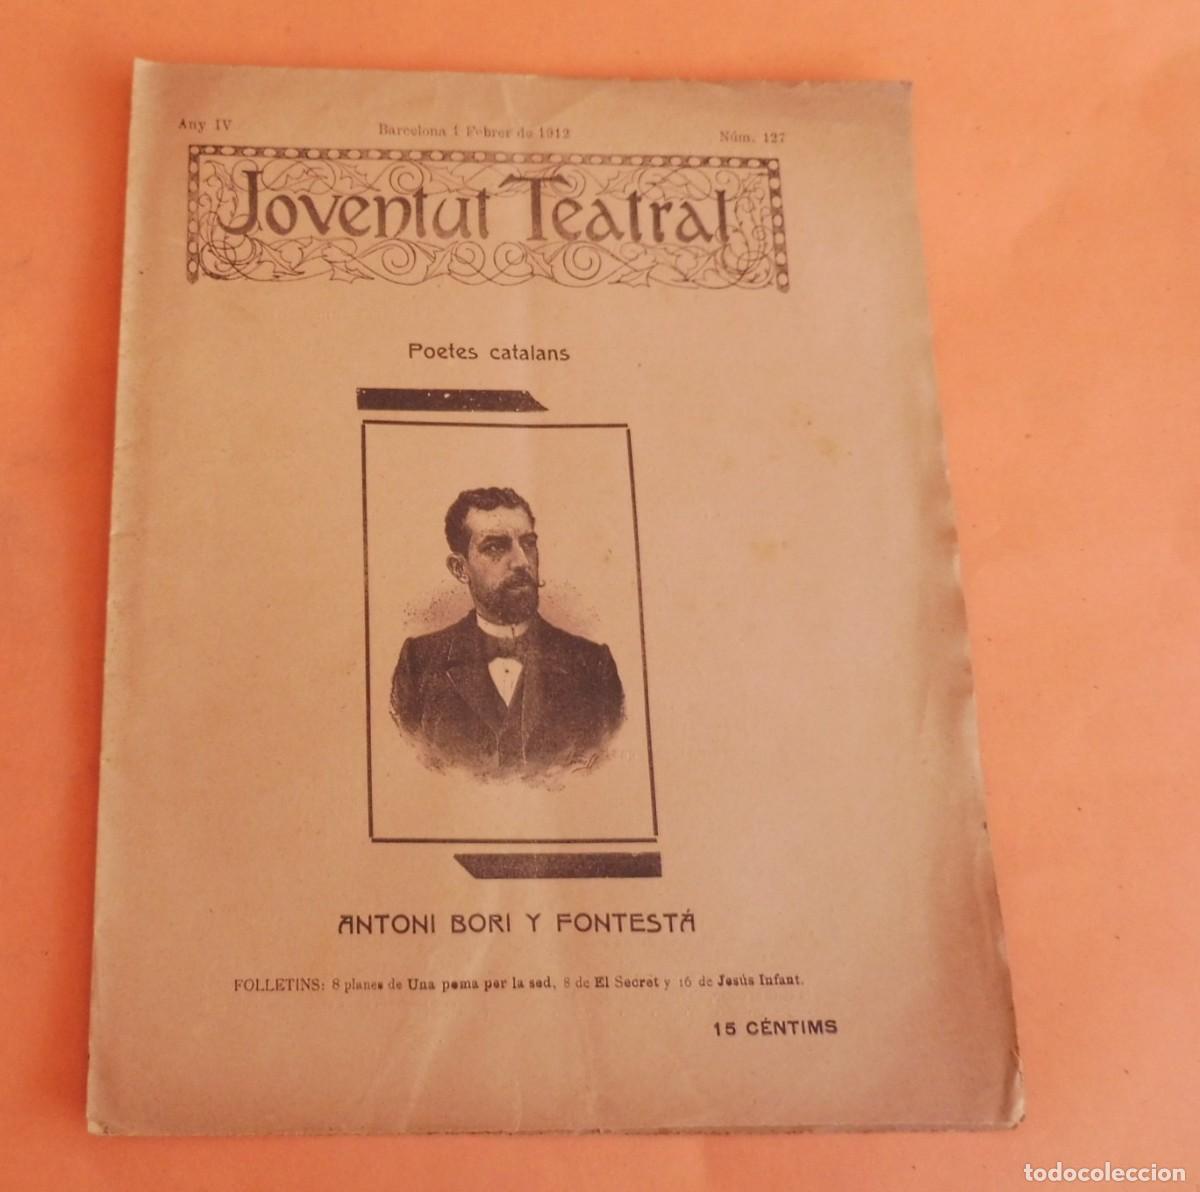 Any IV Barcelona 1 Febrer de 1912 Núm. 127
Joventut Teatral
Poetes catalans
ANTONI BORI Y FONTESTÁ
FOLLETINS: 8 planes de Una poma per la sed, 8 de El Secret y 16 de Jesús Infant.
15 CÉNTIMS
todocoleccion